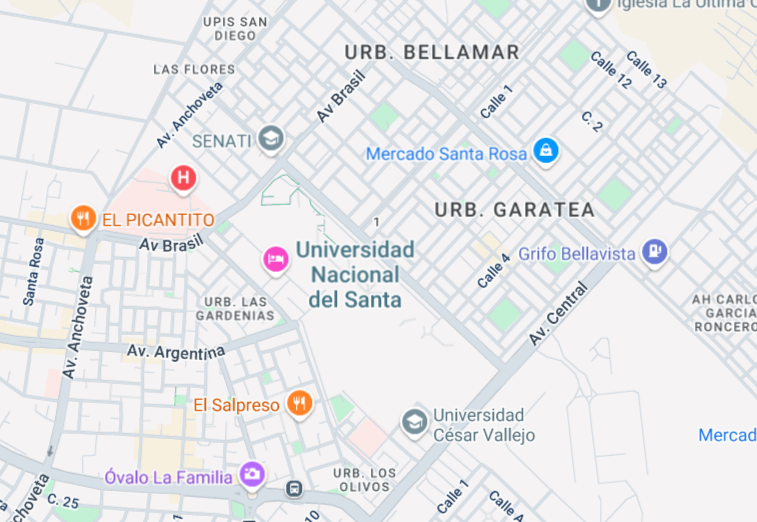 Iglesia La Última C
UPIS SAN
DIEGO
URB. BELLAMAR
LAS FLORES
Calle 12
Calle 13
Av Brasil
Calle 1
Av. Anchoveta
C. 2
SENATI
Mercado Santa Rosa
H
EL PICANTITO
1
URB. GARATEA
Av Brasil
Universidad
Nacional
del Santa
Grifo Bellavista
Santa Rosa
Calle 4
URB. LAS
GARDENIAS
Av. Anchoveta
Av. Central
AH CARLO
GARCIA
RONCERO
Av. Argentina
El Salpreso
Universidad
César Vallejo
Mercad
Óvalo La Familia
URB. LOS
OLIVOS
choveta
C. 25
Calle 1
Calle A
10
1